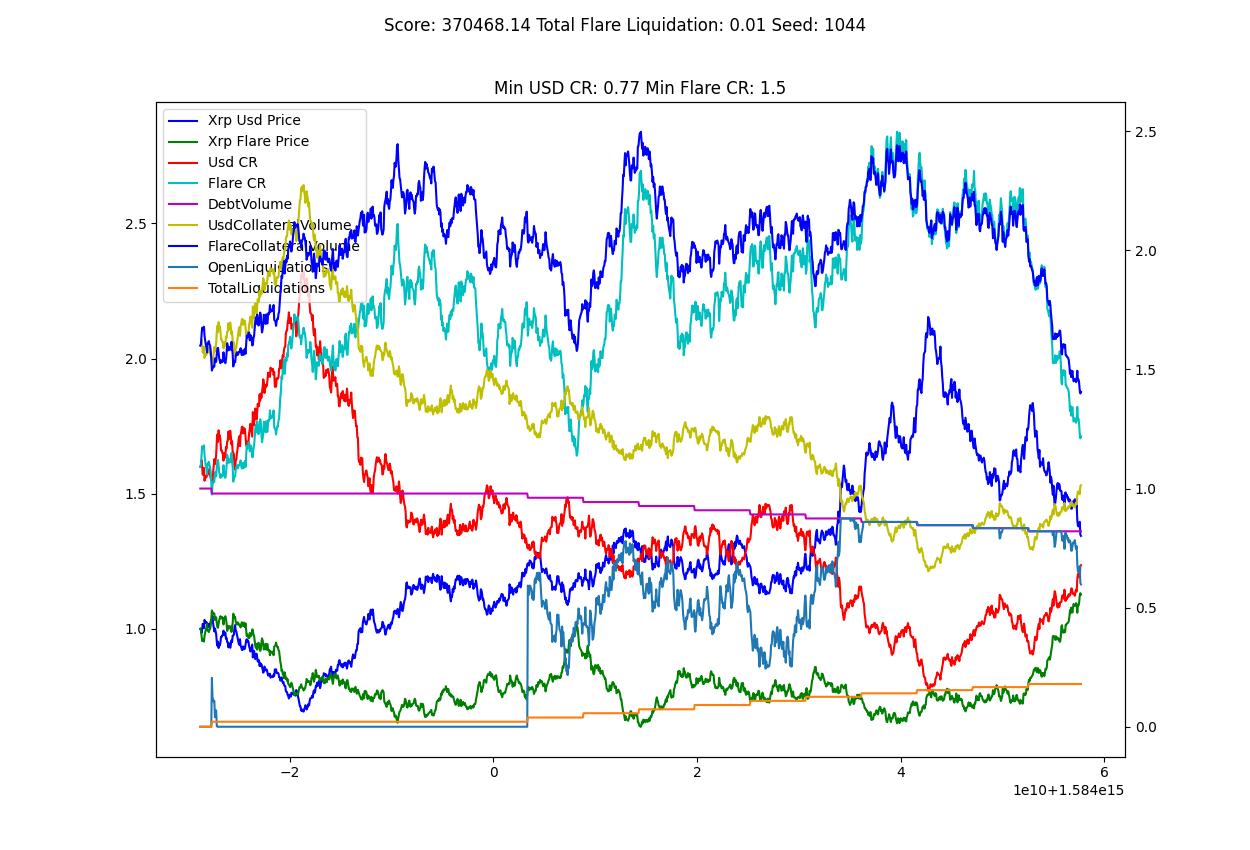 Score: 370468.14 Total Flare Liquidation: 0.01 Seed: 1044
Min USD CR: 0.77 Min Flare CR: 1.5
Xrp Usd Price
Xrp Flare Price
Usd CR
Flare CR
DebtVolume
UsdCollateralVolume
FlareCollateralVolume
OpenLiquidations
TotalLiquidations
2.5
2.0
1.5
1.0
2.5
2.0
1.5
1.0
0.5
0.0
−2 0 2 4 6
1e10+1.584e15